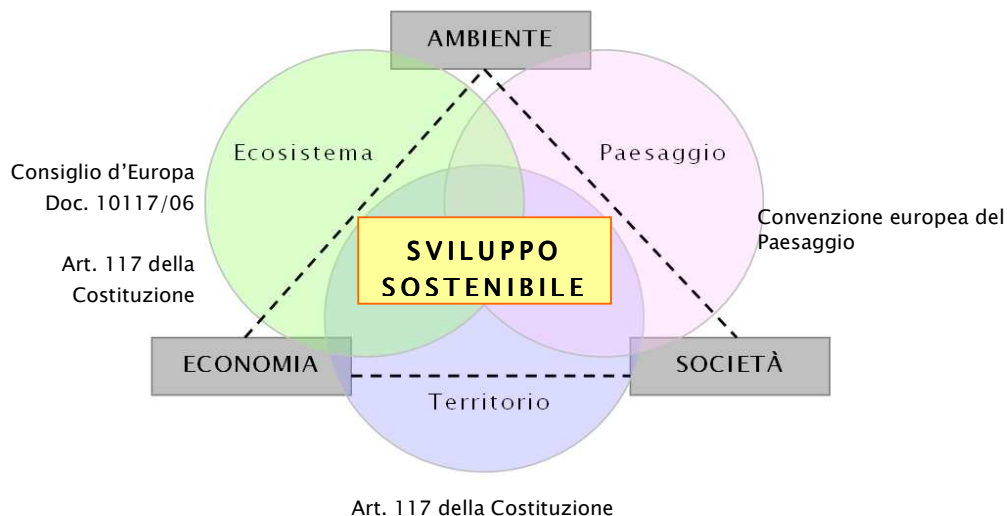 AMBIENTE
Ecosistema
Paesaggio
Consiglio d'Europa
Doc. 10117/06
Convenzione europea del
Paesaggio
SVILUPPO
SOSTENIBILE
Art. 117 della
Costituzione
ECONOMIA
SOCIETÀ
Territorio
Art. 117 della Costituzione